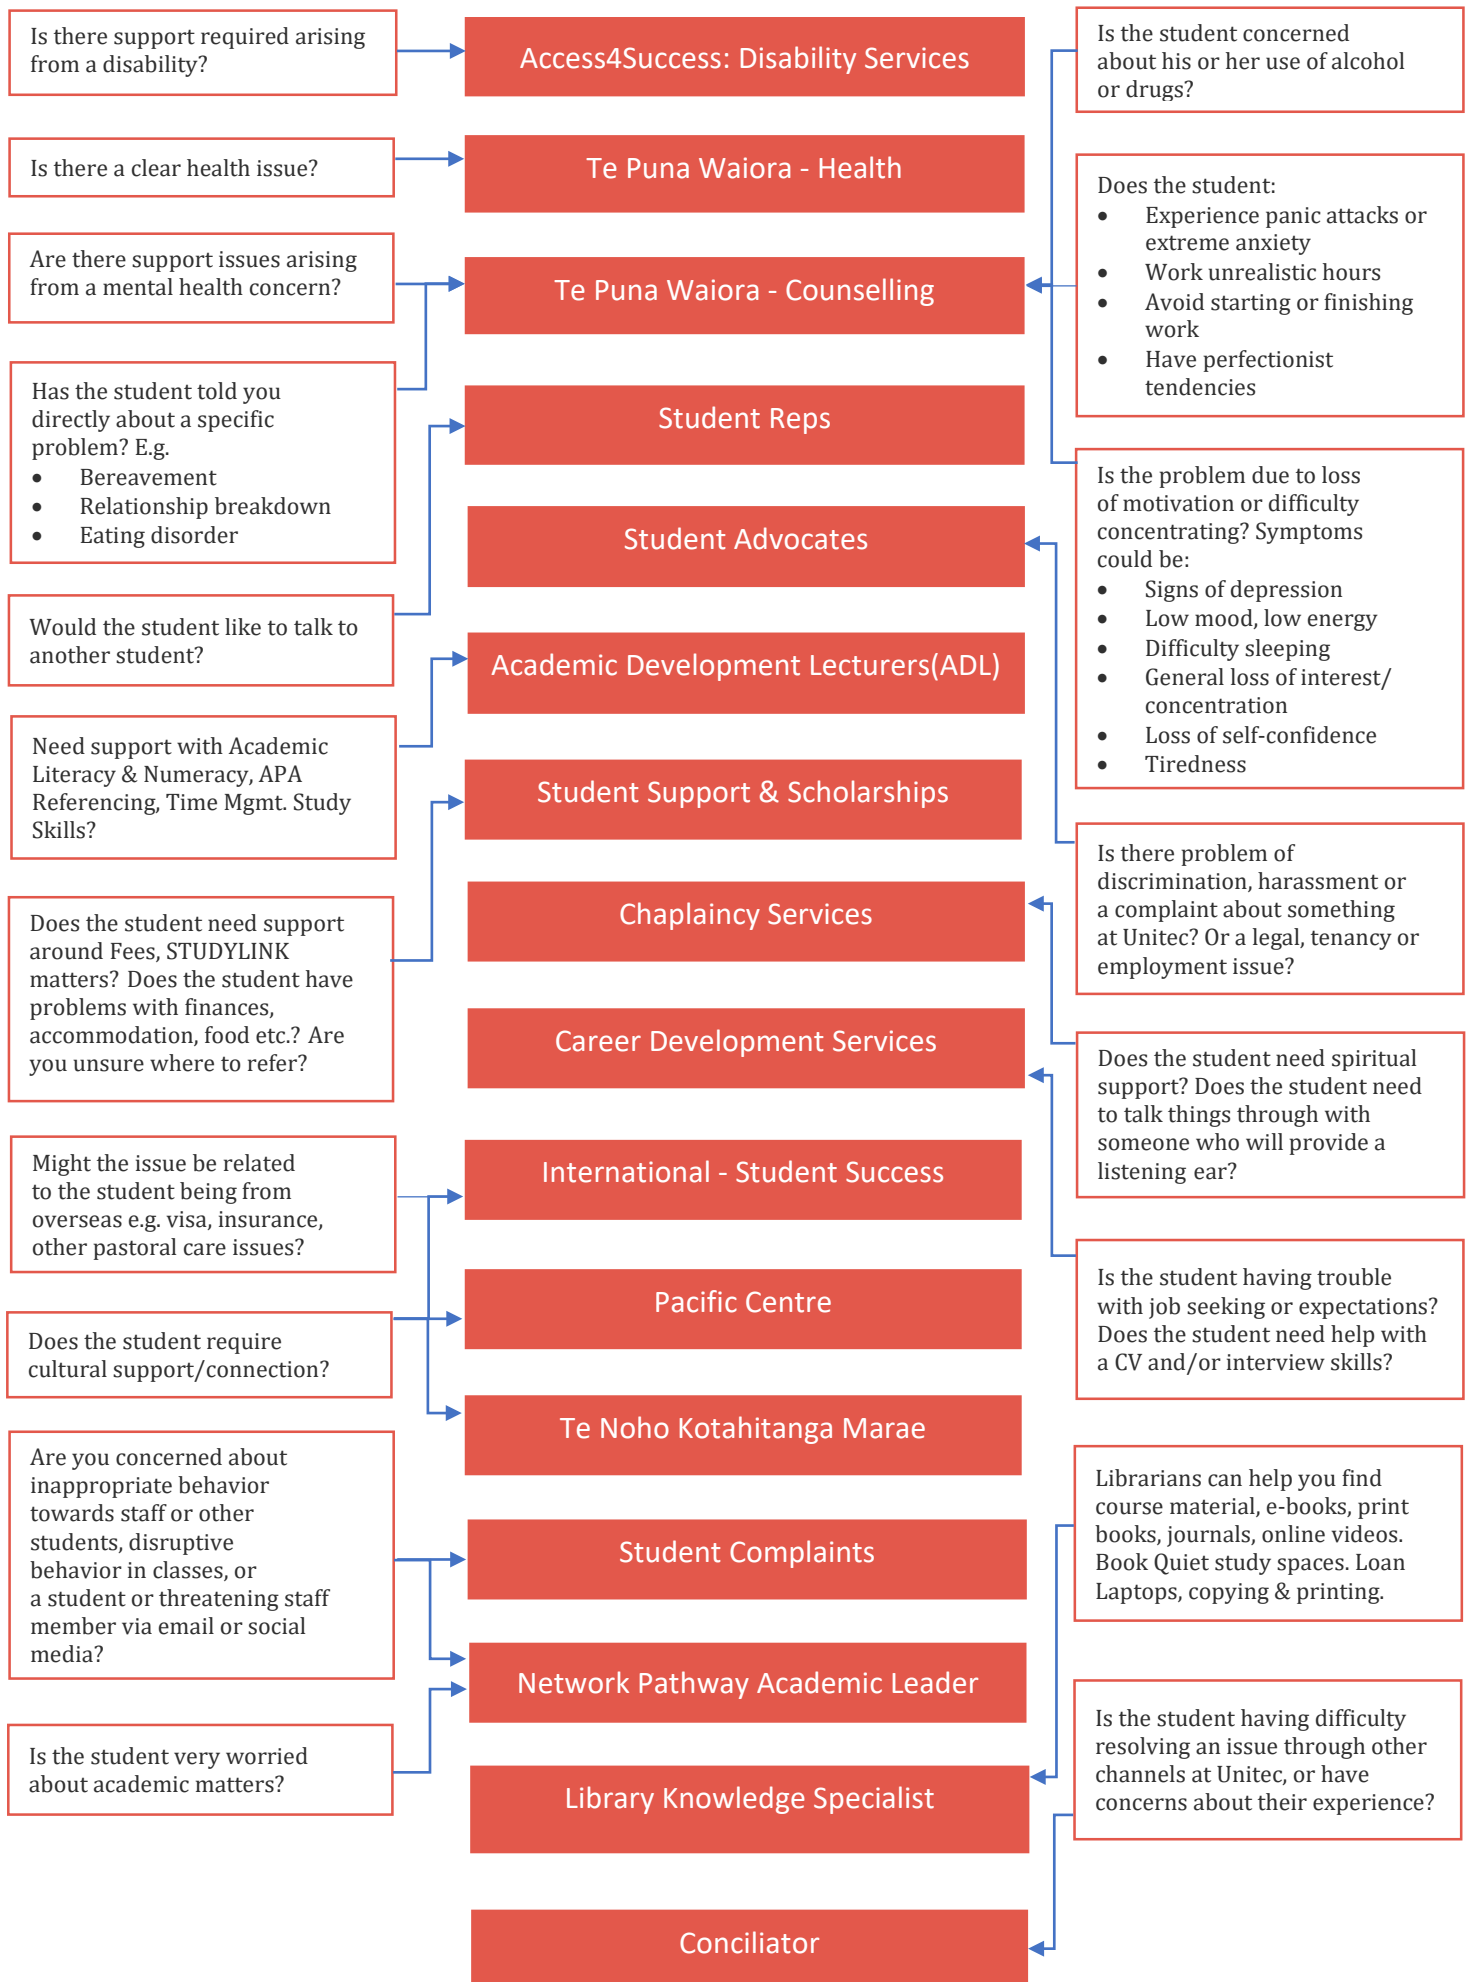 Is there support required arising
from a disability?
Is there a clear health issue?
Are there support issues arising
from a mental health concern?
Has the student told you
directly about a specific
problem? E.g.
• Bereavement
• Relationship breakdown
• Eating disorder
Would the student like to talk to
another student?
Need support with Academic
Literacy & Numeracy, APA
Referencing, Time Mgmt. Study
Skills?
Does the student need support
around Fees, STUDYLINK
matters? Does the student have
problems with finances,
accommodation, food etc.? Are
you unsure where to refer?
Might the issue be related
to the student being from
overseas e.g. visa, insurance,
other pastoral care issues?
Does the student require
cultural support/connection?
Are you concerned about
inappropriate behavior
towards staff or other
students, disruptive
behavior in classes, or
a student or threatening staff
member via email or social
media?
Is the student very worried
about academic matters?
Access4Success: Disability Services
Te Puna Waiora - Health
Te Puna Waiora - Counselling
Student Reps
Student Advocates
Academic Development Lecturers(ADL)
Student Support & Scholarships
Chaplaincy Services
Career Development Services
International - Student Success
Pacific Centre
Te Noho Kotahitanga Marae
Student Complaints
Network Pathway Academic Leader
Library Knowledge Specialist
Conciliator
Is the student concerned
about his or her use of alcohol
or drugs?
Does the student:
• Experience panic attacks or
extreme anxiety
• Work unrealistic hours
• Avoid starting or finishing
work
• Have perfectionist
tendencies
Is the problem due to loss
of motivation or difficulty
concentrating? Symptoms
could be:
• Signs of depression
• Low mood, low energy
• Difficulty sleeping
• General loss of interest/
concentration
• Loss of self-confidence
• Tiredness
Is there problem of
discrimination, harassment or
a complaint about something
at Unitec? Or a legal, tenancy or
employment issue?
Does the student need spiritual
support? Does the student need
to talk things through with
someone who will provide a
listening ear?
Is the student having trouble
with job seeking or expectations?
Does the student need help with
a CV and/or interview skills?
Librarians can help you find
course material, e-books, print
books, journals, online videos.
Book Quiet study spaces. Loan
Laptops, copying & printing.
Is the student having difficulty
resolving an issue through other
channels at Unitec, or have
concerns about their experience?